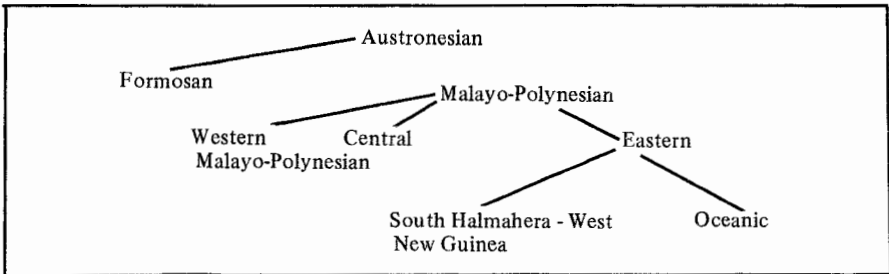 Austronesian
Formosan
Malayo-Polynesian
Western
Malayo-Polynesian
Central
Eastern
South Halmahera - West
New Guinea
Oceanic